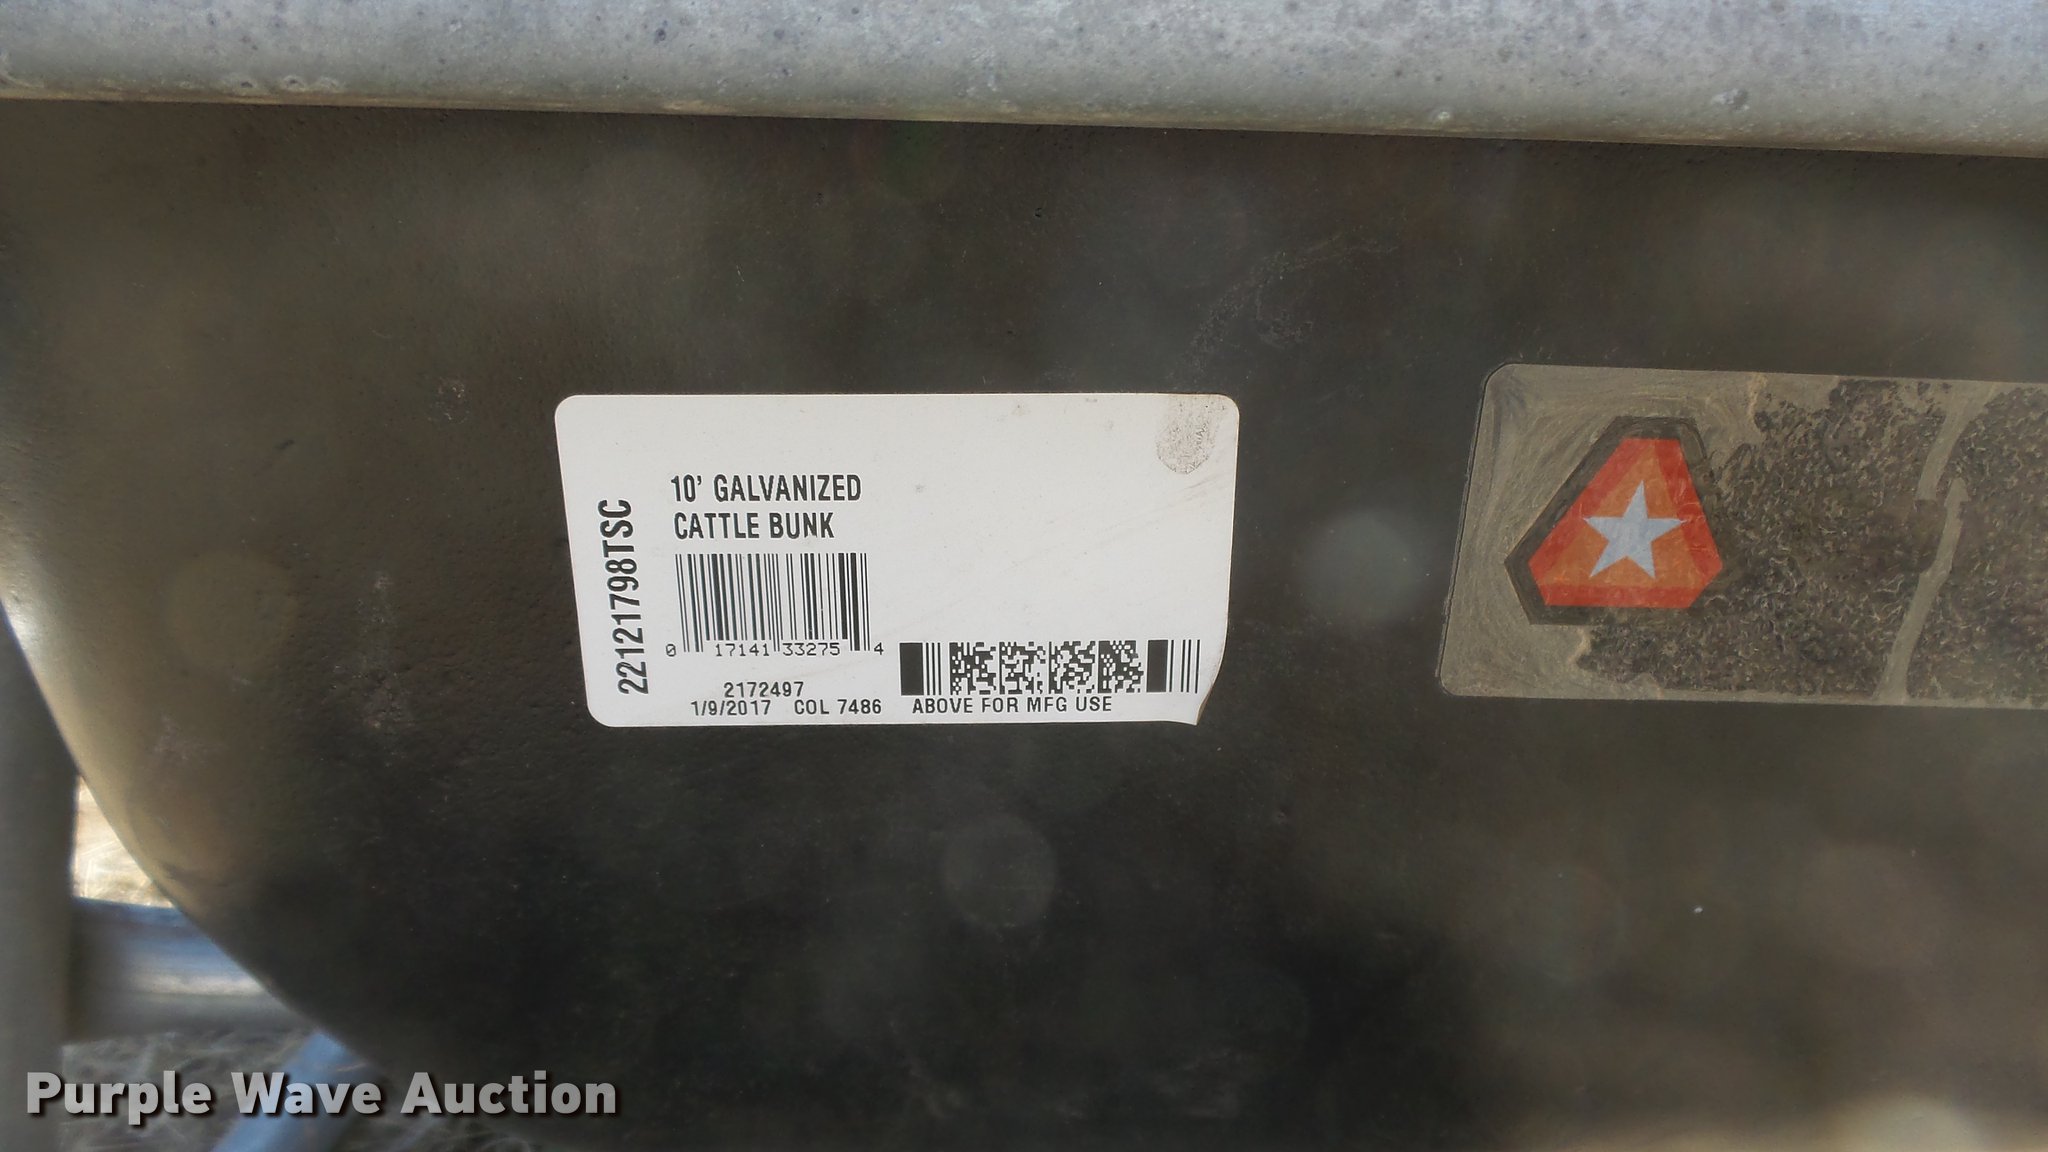 22121798TSC
10' GALVANIZED
CATTLE BUNK
0 17141 33275 4
2172497
1/9/2017 COL 7486
ABOVE FOR MFG USE
Purple Wave Auction